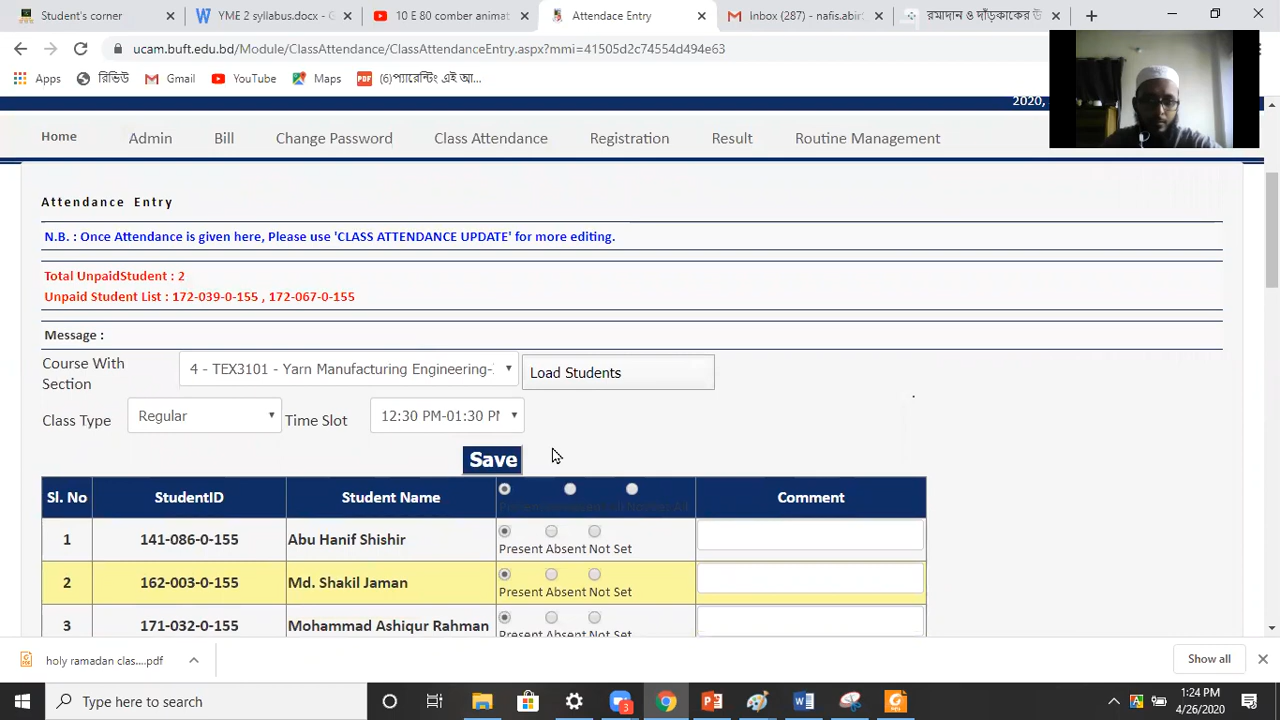 Student's corner
YME 2 syllabus.docx -
10 E 80 comber animat
Attendace Entry
Inbox (287) - nafis.abir
রমাদান ও দাঁড়কাকের উ
ucam.buft.edu.bd/Module/ClassAttendance/ClassAttendanceEntry.aspx?mmi=41505d2c74554d494e63
Apps
রিভিউ
Gmail
YouTube
Maps
(6)প্যারেন্টিং এই আ...
2020,
Home
Admin
Bill
Change Password
Class Attendance
Registration
Result
Routine Management
Attendance Entry
N.B. : Once Attendance is given here, Please use 'CLASS ATTENDANCE UPDATE' for more editing.
Total UnpaidStudent : 2
Unpaid Student List : 172-039-0-155 , 172-067-0-155
Message :
Course With Section
4 - TEX3101 - Yarn Manufacturing Engineering-
Load Students
Class Type
Regular
Time Slot
12:30 PM-01:30 PM
Save
Sl. No StudentID Student Name Comment
1 141-086-0-155 Abu Hanif Shishir
Present Absent Not Set
2 162-003-0-155 Md. Shakil Jaman
Present Absent Not Set
3 171-032-0-155 Mohammad Ashiqur Rahman
Present Absent Not Set
holy ramadan clas....pdf
Show all
Type here to search
3
1:24 PM
4/26/2020